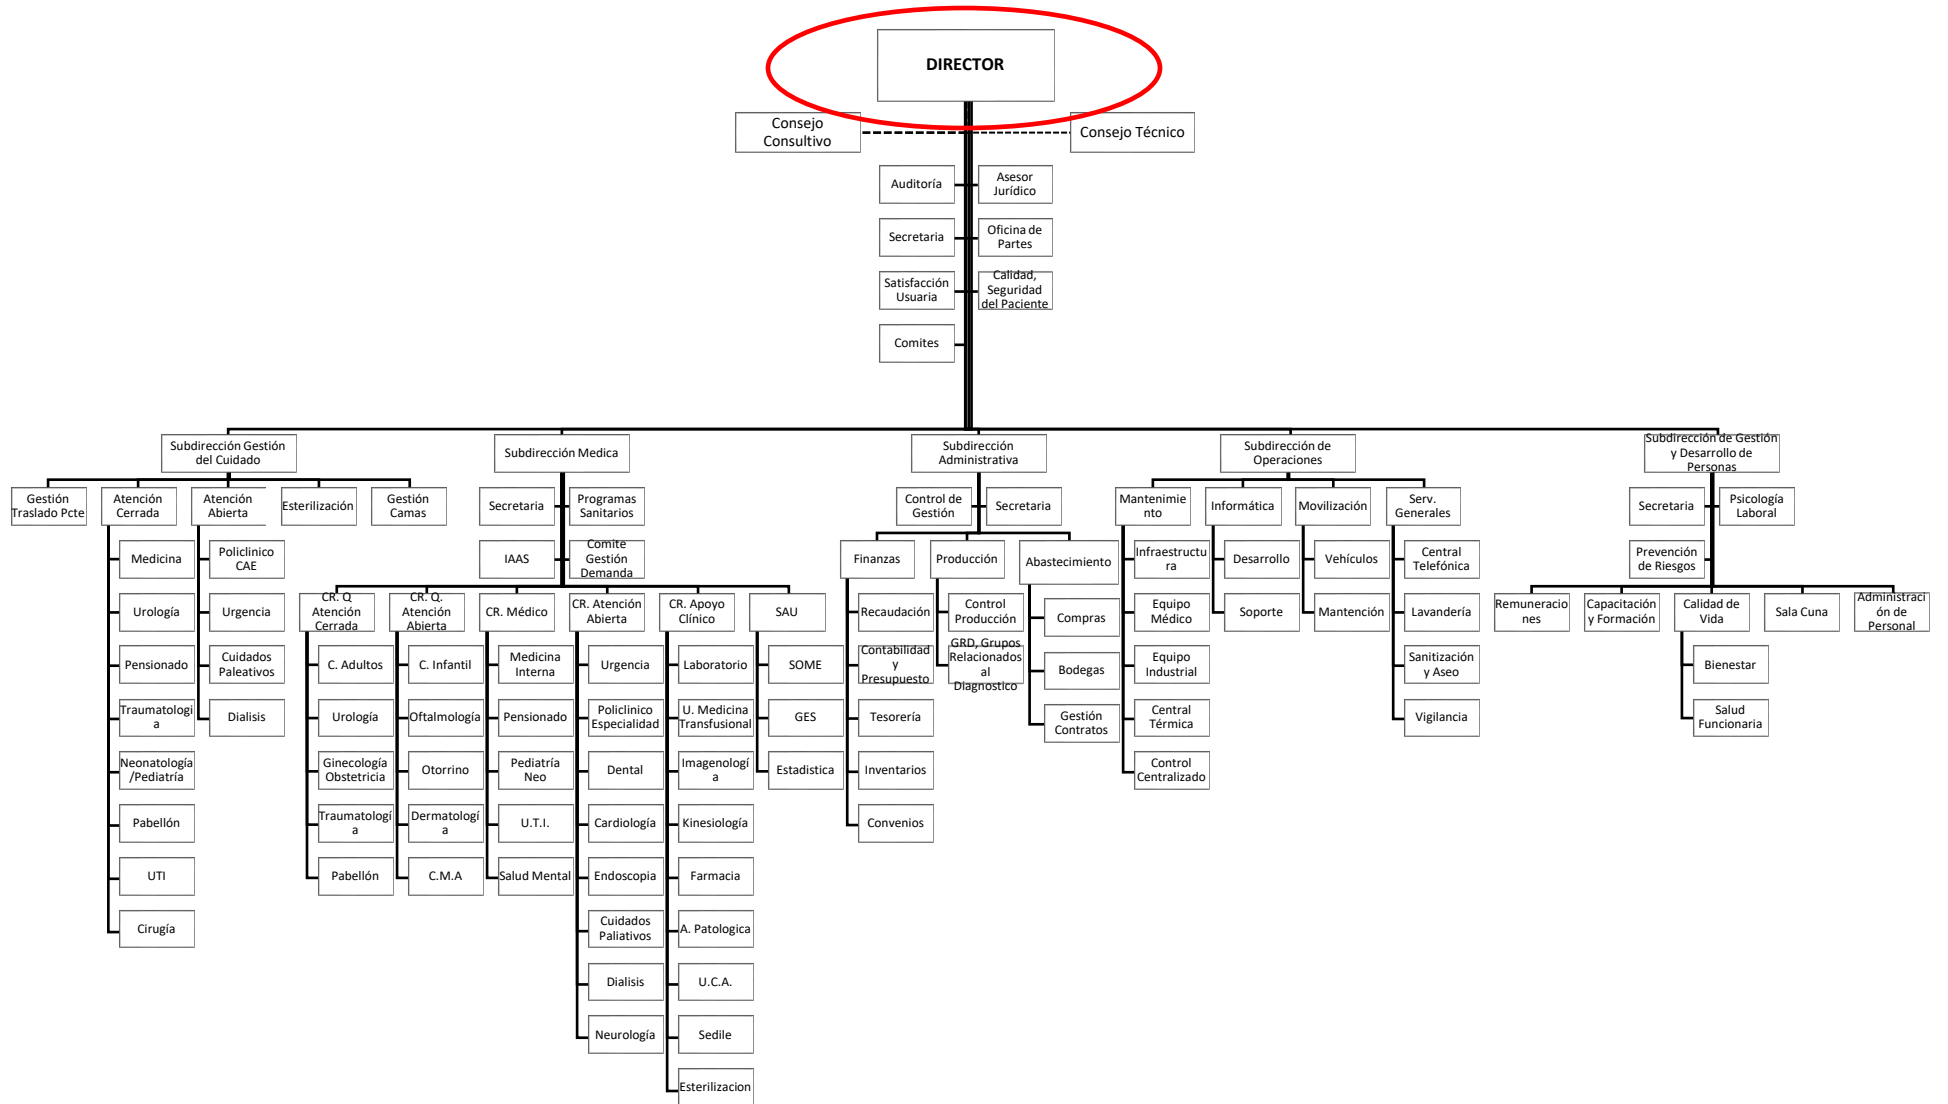 DIRECTOR
Consejo
Consultivo
Consejo Técnico
Auditoría
Asesor
Jurídico
Secretaria
Oficina de
Partes
Satisfacción
Usuaria
Calidad,
Seguridad
del Paciente
Comites
Subdirección Gestión
del Cuidado
Subdirección Medica
Subdirección
Administrativa
Subdirección de
Operaciones
Subdirección de Gestión
y Desarrollo de
Personas
Gestión
Traslado Pcte
Atención
Cerrada
Atención
Abierta
Esterilización
Gestión
Camas
Medicina
Urología
Pensionado
Traumatologi
a
Neonatología
/Pediatría
Pabellón
UTI
Cirugía
Policlinico
CAE
Urgencia
Cuidados
Paleativos
Dialisis
Secretaria
Programas
Sanitarios
IAAS
Comite
Gestión
Demanda
CR. Q
Atención
Cerrada
CR. Q.
Atención
Abierta
CR. Médico
CR. Atención
Abierta
CR. Apoyo
Clínico
SAU
C. Adultos
Urología
Ginecología
Obstetricia
Traumatologí
a
Pabellón
C. Infantil
Oftalmología
Otorrino
Dermatologí
a
C.M.A
Medicina
Interna
Pensionado
Pediatría
Neo
U.T.I.
Salud Mental
Urgencia
Policlinico
Especialidad
Dental
Cardiología
Endoscopia
Cuidados
Paliativos
Dialisis
Neurología
Laboratorio
U. Medicina
Transfusional
Imagenologí
a
Kinesiología
Farmacia
A. Patologica
U.C.A.
Sedile
Esterilizacion
SOME
GES
Estadistica
Control de
Gestión
Secretaria
Finanzas
Producción
Abastecimiento
Recaudación
Contabilidad
y
Presupuesto
Tesorería
Inventarios
Convenios
Control
Producción
GRD, Grupos
Relacionados
al
Diagnostico
Compras
Bodegas
Gestión
Contratos
Mantenimie
nto
Informática
Movilización
Serv.
Generales
Infraestructu
ra
Equipo
Médico
Equipo
Industrial
Central
Térmica
Control
Centralizado
Desarrollo
Soporte
Vehículos
Mantención
Central
Telefónica
Lavandería
Sanitización
y Aseo
Vigilancia
Secretaria
Psicología
Laboral
Prevención
de Riesgos
Remuneracio
nes
Capacitación
y Formación
Calidad de
Vida
Sala Cuna
Administraci
ón de
Personal
Bienestar
Salud
Funcionaria